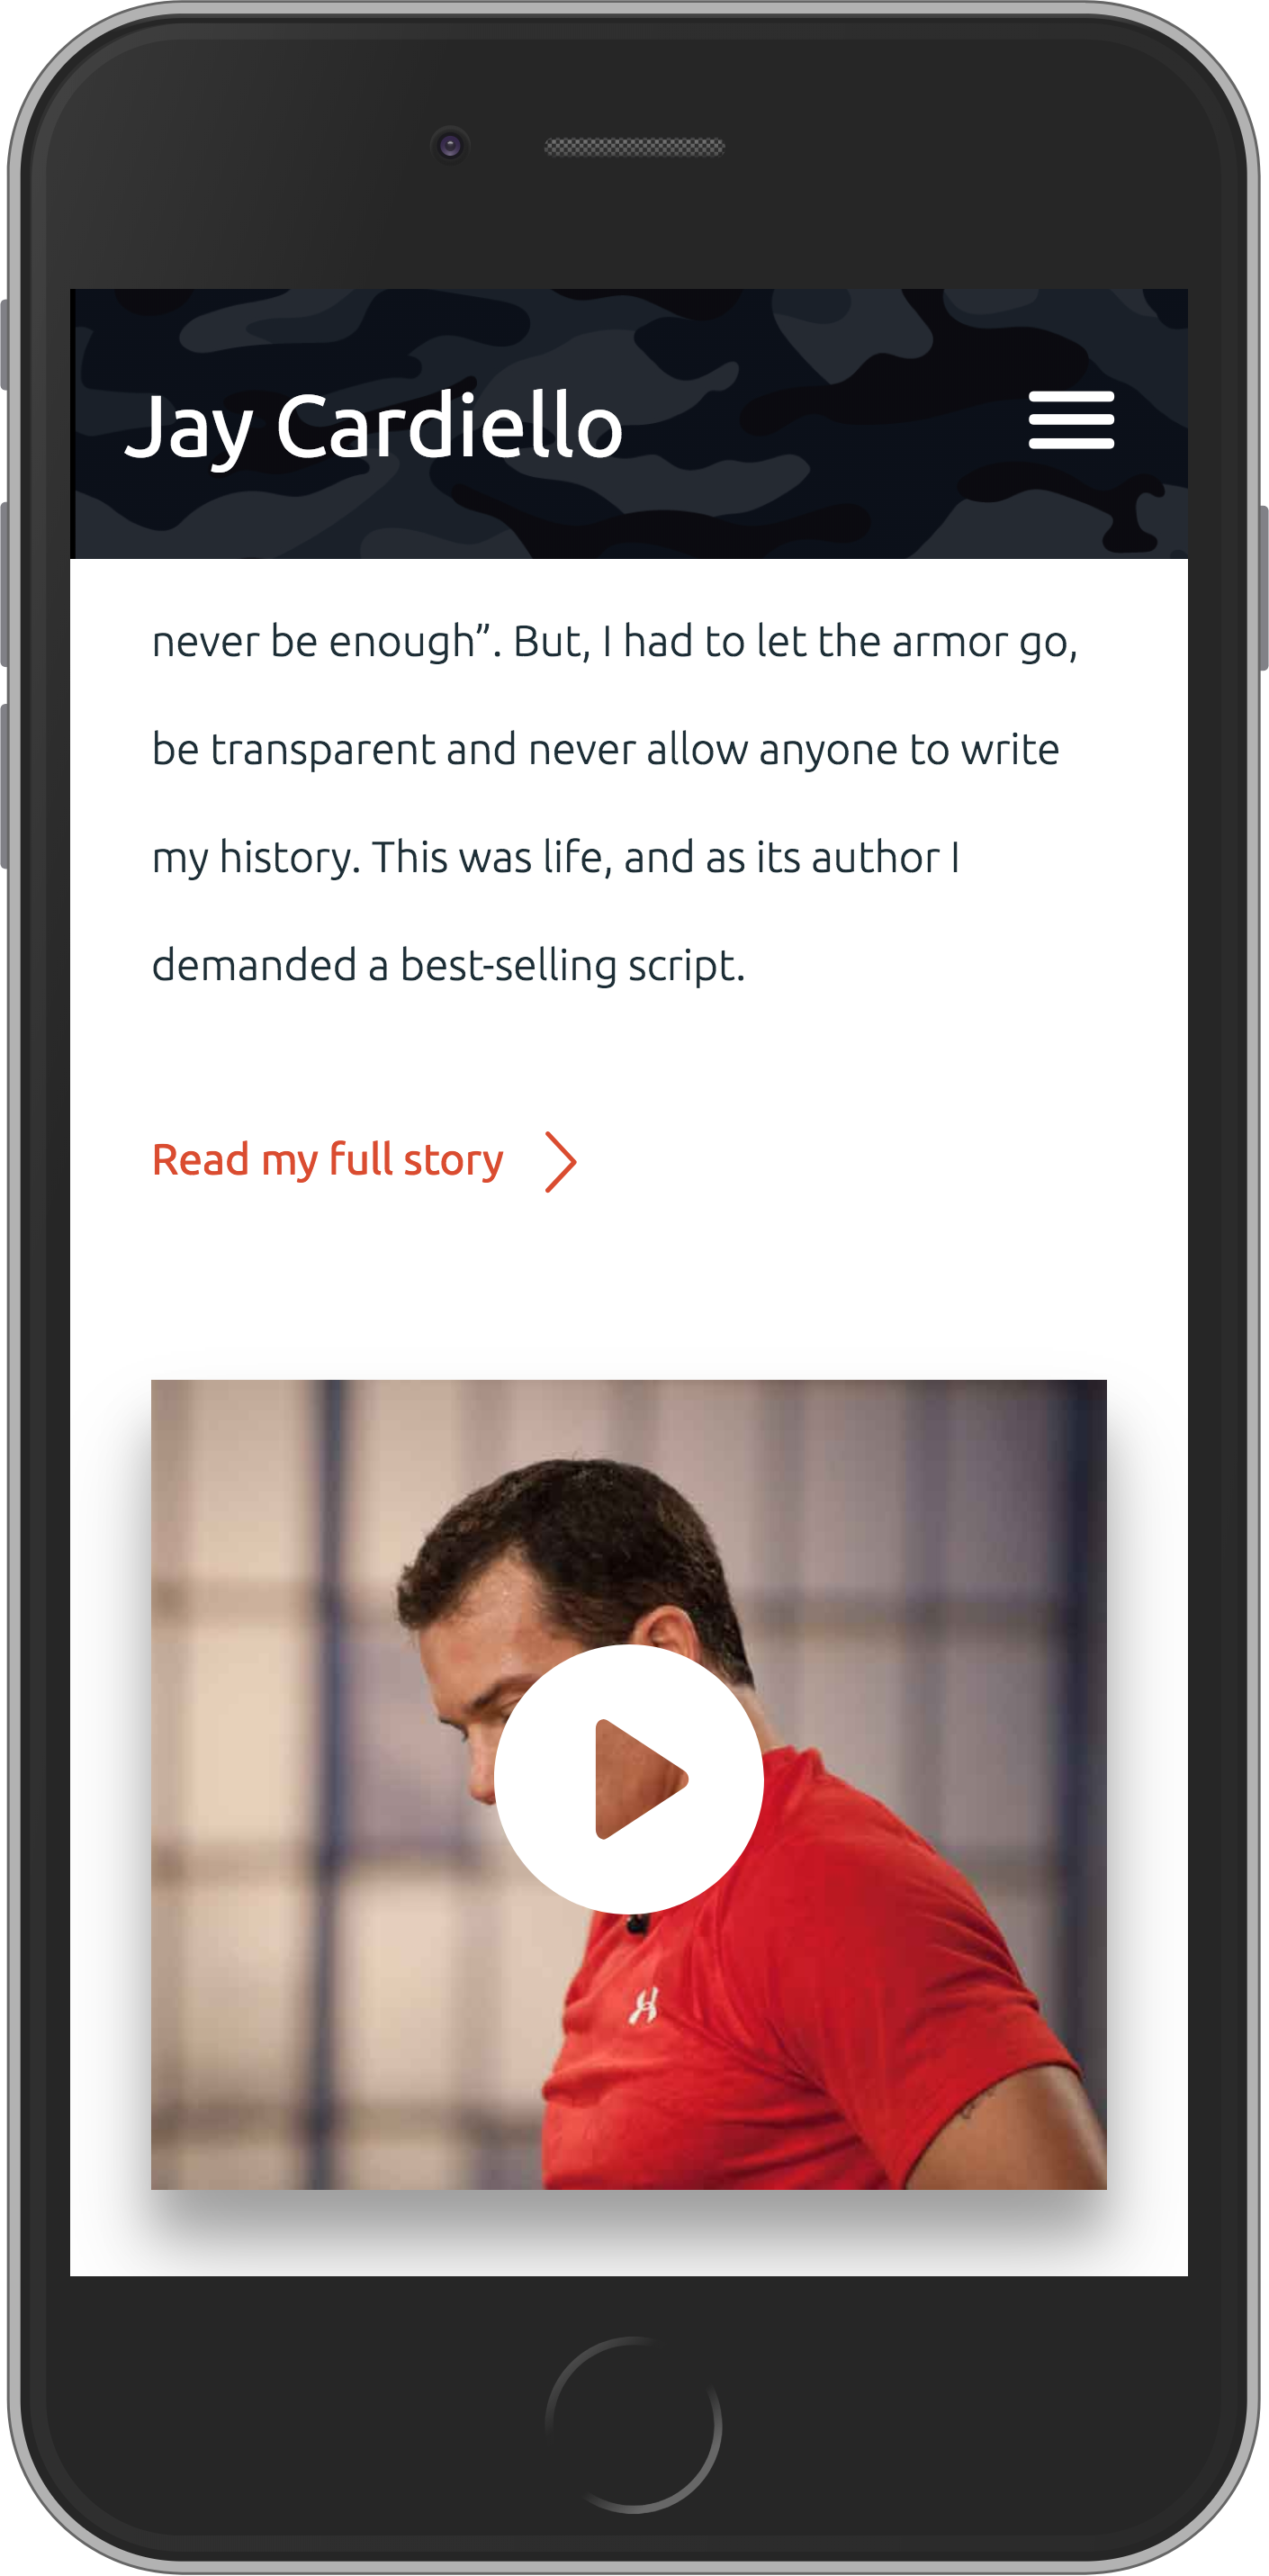 Jay Cardiello
never be enough”. But, I had to let the armor go,
be transparent and never allow anyone to write
my history. This was life, and as its author I
demanded a best-selling script.
Read my full story